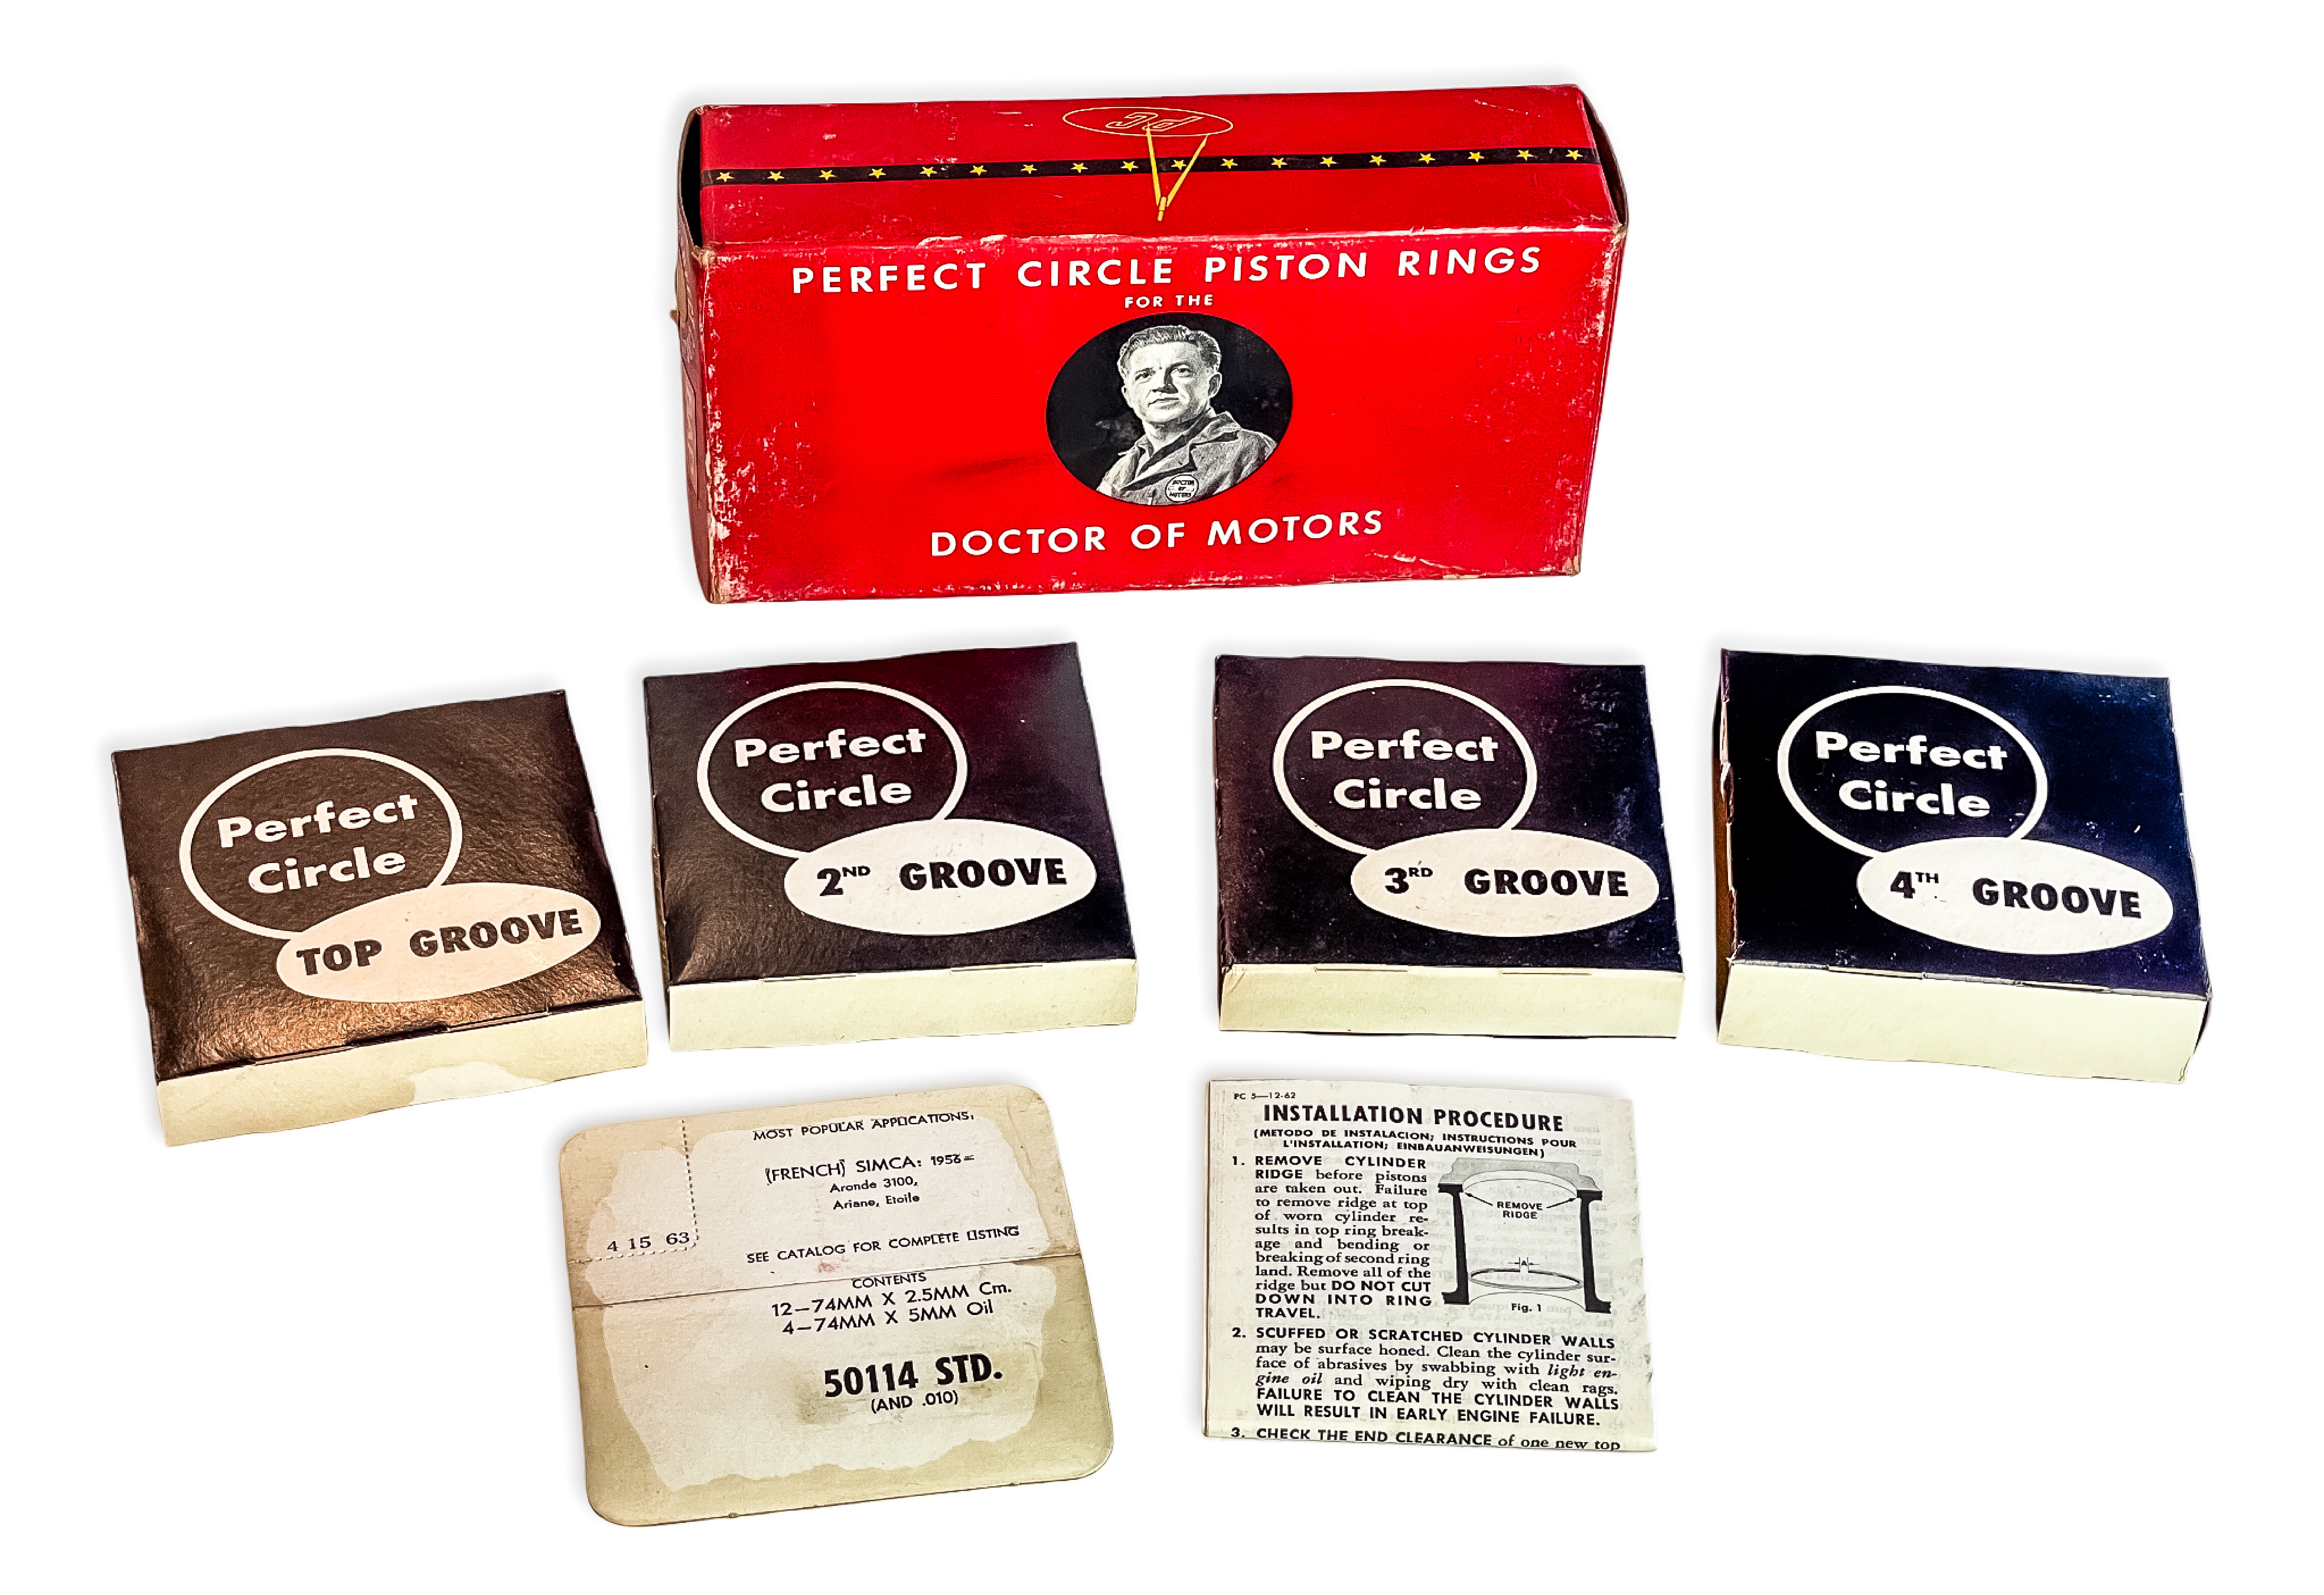 PC
PERFECT CIRCLE PISTON RINGS
FOR THE
DOCTOR
OF
MOTORS
DOCTOR OF MOTORS
Perfect
Circle
TOP GROOVE
Perfect
Circle
2ND GROOVE
Perfect
Circle
3RD GROOVE
Perfect
Circle
4TH GROOVE
MOST POPULAR APPLICATIONS:
(FRENCH) SIMCA: 1956=
Aronde 3100,
Ariane, Etoile
4 15 63
SEE CATALOG FOR COMPLETE LISTING
CONTENTS
12—74MM X 2.5MM Cm.
4—74MM X 5MM Oil
50114 STD.
(AND .010)
PC 5—12-62
INSTALLATION PROCEDURE
(METODO DE INSTALACION; INSTRUCTIONS POUR
L'INSTALLATION; EINBAUANWEISUNGEN)
1. REMOVE CYLINDER
RIDGE before pistons
are taken out. Failure
to remove ridge at top
of worn cylinder re-
sults in top ring break-
age and bending or
breaking of second ring
land. Remove all of the
ridge but DO NOT CUT
DOWN INTO RING
TRAVEL.
REMOVE
RIDGE
A
Fig. 1
2. SCUFFED OR SCRATCHED CYLINDER WALLS
may be surface honed. Clean the cylinder sur-
face of abrasives by swabbing with light en-
gine oil and wiping dry with clean rags.
FAILURE TO CLEAN THE CYLINDER WALLS
WILL RESULT IN EARLY ENGINE FAILURE.
3. CHECK THE END CLEARANCE of one new top